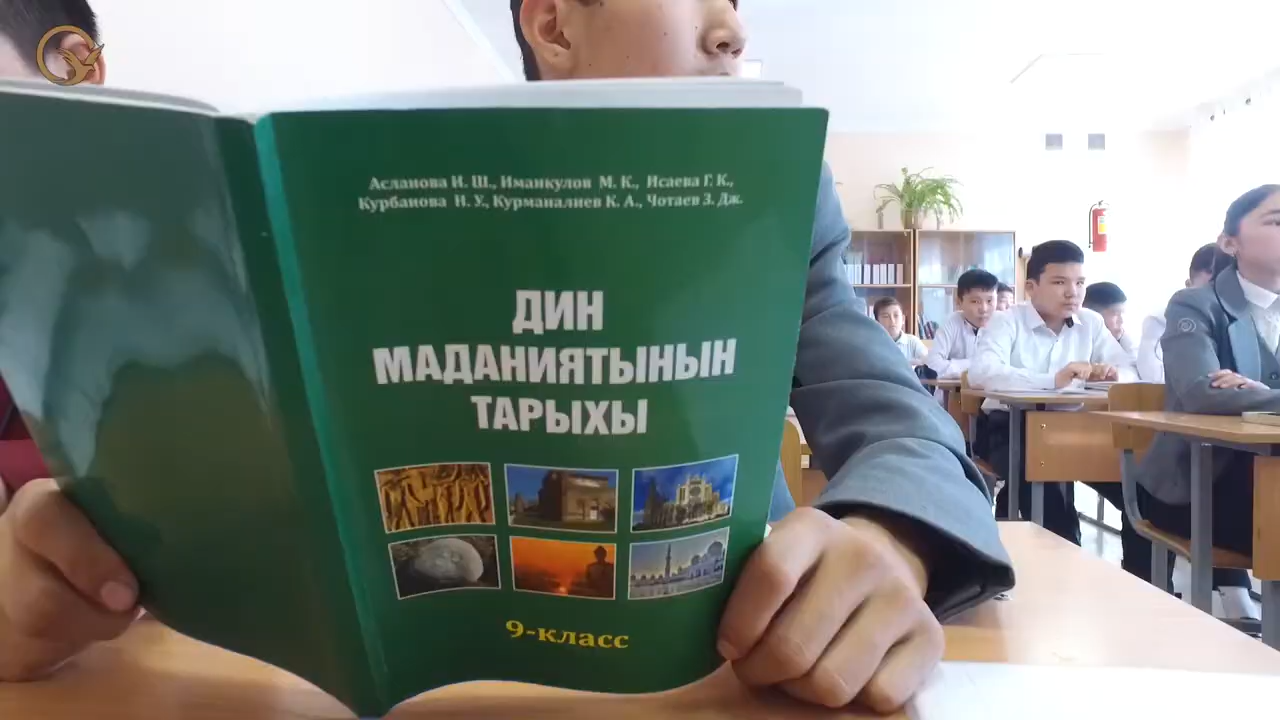 Асланова И. Ш., Иманкулов М. К., Исаева Г. К.,
Курбанова Н. У., Курманалиев К. А., Чотаев З. Дж.
ДИН
МАДАНИЯТЫНЫН
ТАРЫХЫ
9-класс